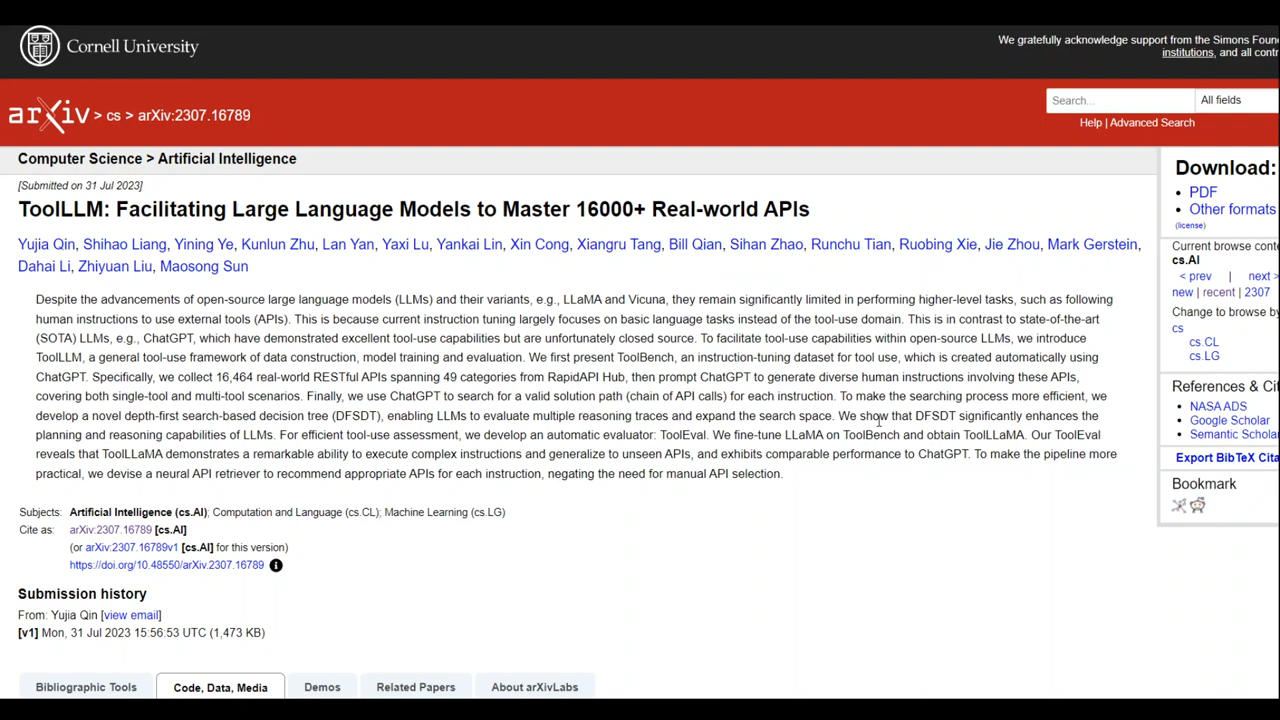 Cornell University
We gratefully acknowledge support from the Simons Foun
institutions, and all contr
arXiv > cs > arXiv:2307.16789
Search...
All fields
Help | Advanced Search
Computer Science > Artificial Intelligence
[Submitted on 31 Jul 2023]
ToolLLM: Facilitating Large Language Models to Master 16000+ Real-world APIs
Yujia Qin, Shihao Liang, Yining Ye, Kunlun Zhu, Lan Yan, Yaxi Lu, Yankai Lin, Xin Cong, Xiangru Tang, Bill Qian, Sihan Zhao, Runchu Tian, Ruobing Xie, Jie Zhou, Mark Gerstein,
Dahai Li, Zhiyuan Liu, Maosong Sun
Despite the advancements of open-source large language models (LLMs) and their variants, e.g., LLaMA and Vicuna, they remain significantly limited in performing higher-level tasks, such as following
human instructions to use external tools (APIs). This is because current instruction tuning largely focuses on basic language tasks instead of the tool-use domain. This is in contrast to state-of-the-art
(SOTA) LLMs, e.g., ChatGPT, which have demonstrated excellent tool-use capabilities but are unfortunately closed source. To facilitate tool-use capabilities within open-source LLMs, we introduce
ToolLLM, a general tool-use framework of data construction, model training and evaluation. We first present ToolBench, an instruction-tuning dataset for tool use, which is created automatically using
ChatGPT. Specifically, we collect 16,464 real-world RESTful APIs spanning 49 categories from RapidAPI Hub, then prompt ChatGPT to generate diverse human instructions involving these APIs,
covering both single-tool and multi-tool scenarios. Finally, we use ChatGPT to search for a valid solution path (chain of API calls) for each instruction. To make the searching process more efficient, we
develop a novel depth-first search-based decision tree (DFSDT), enabling LLMs to evaluate multiple reasoning traces and expand the search space. We show that DFSDT significantly enhances the
planning and reasoning capabilities of LLMs. For efficient tool-use assessment, we develop an automatic evaluator: ToolEval. We fine-tune LLaMA on ToolBench and obtain ToolLLaMA. Our ToolEval
reveals that ToolLLaMA demonstrates a remarkable ability to execute complex instructions and generalize to unseen APIs, and exhibits comparable performance to ChatGPT. To make the pipeline more
practical, we devise a neural API retriever to recommend appropriate APIs for each instruction, negating the need for manual API selection.
Subjects: Artificial Intelligence (cs.AI); Computation and Language (cs.CL); Machine Learning (cs.LG)
Cite as: arXiv:2307.16789 [cs.AI]
(or arXiv:2307.16789v1 [cs.AI] for this version)
https://doi.org/10.48550/arXiv.2307.16789
Submission history
From: Yujia Qin [view email]
[v1] Mon, 31 Jul 2023 15:56:53 UTC (1,473 KB)
Bibliographic Tools
Code, Data, Media
Demos
Related Papers
About arXivLabs
Download:
PDF
Other formats
(license)
Current browse conte
cs.AI
< prev | next >
new | recent | 2307
Change to browse by
cs
cs.CL
cs.LG
References & Cit
NASA ADS
Google Scholar
Semantic Schola
Export BibTeX Cita
Bookmark